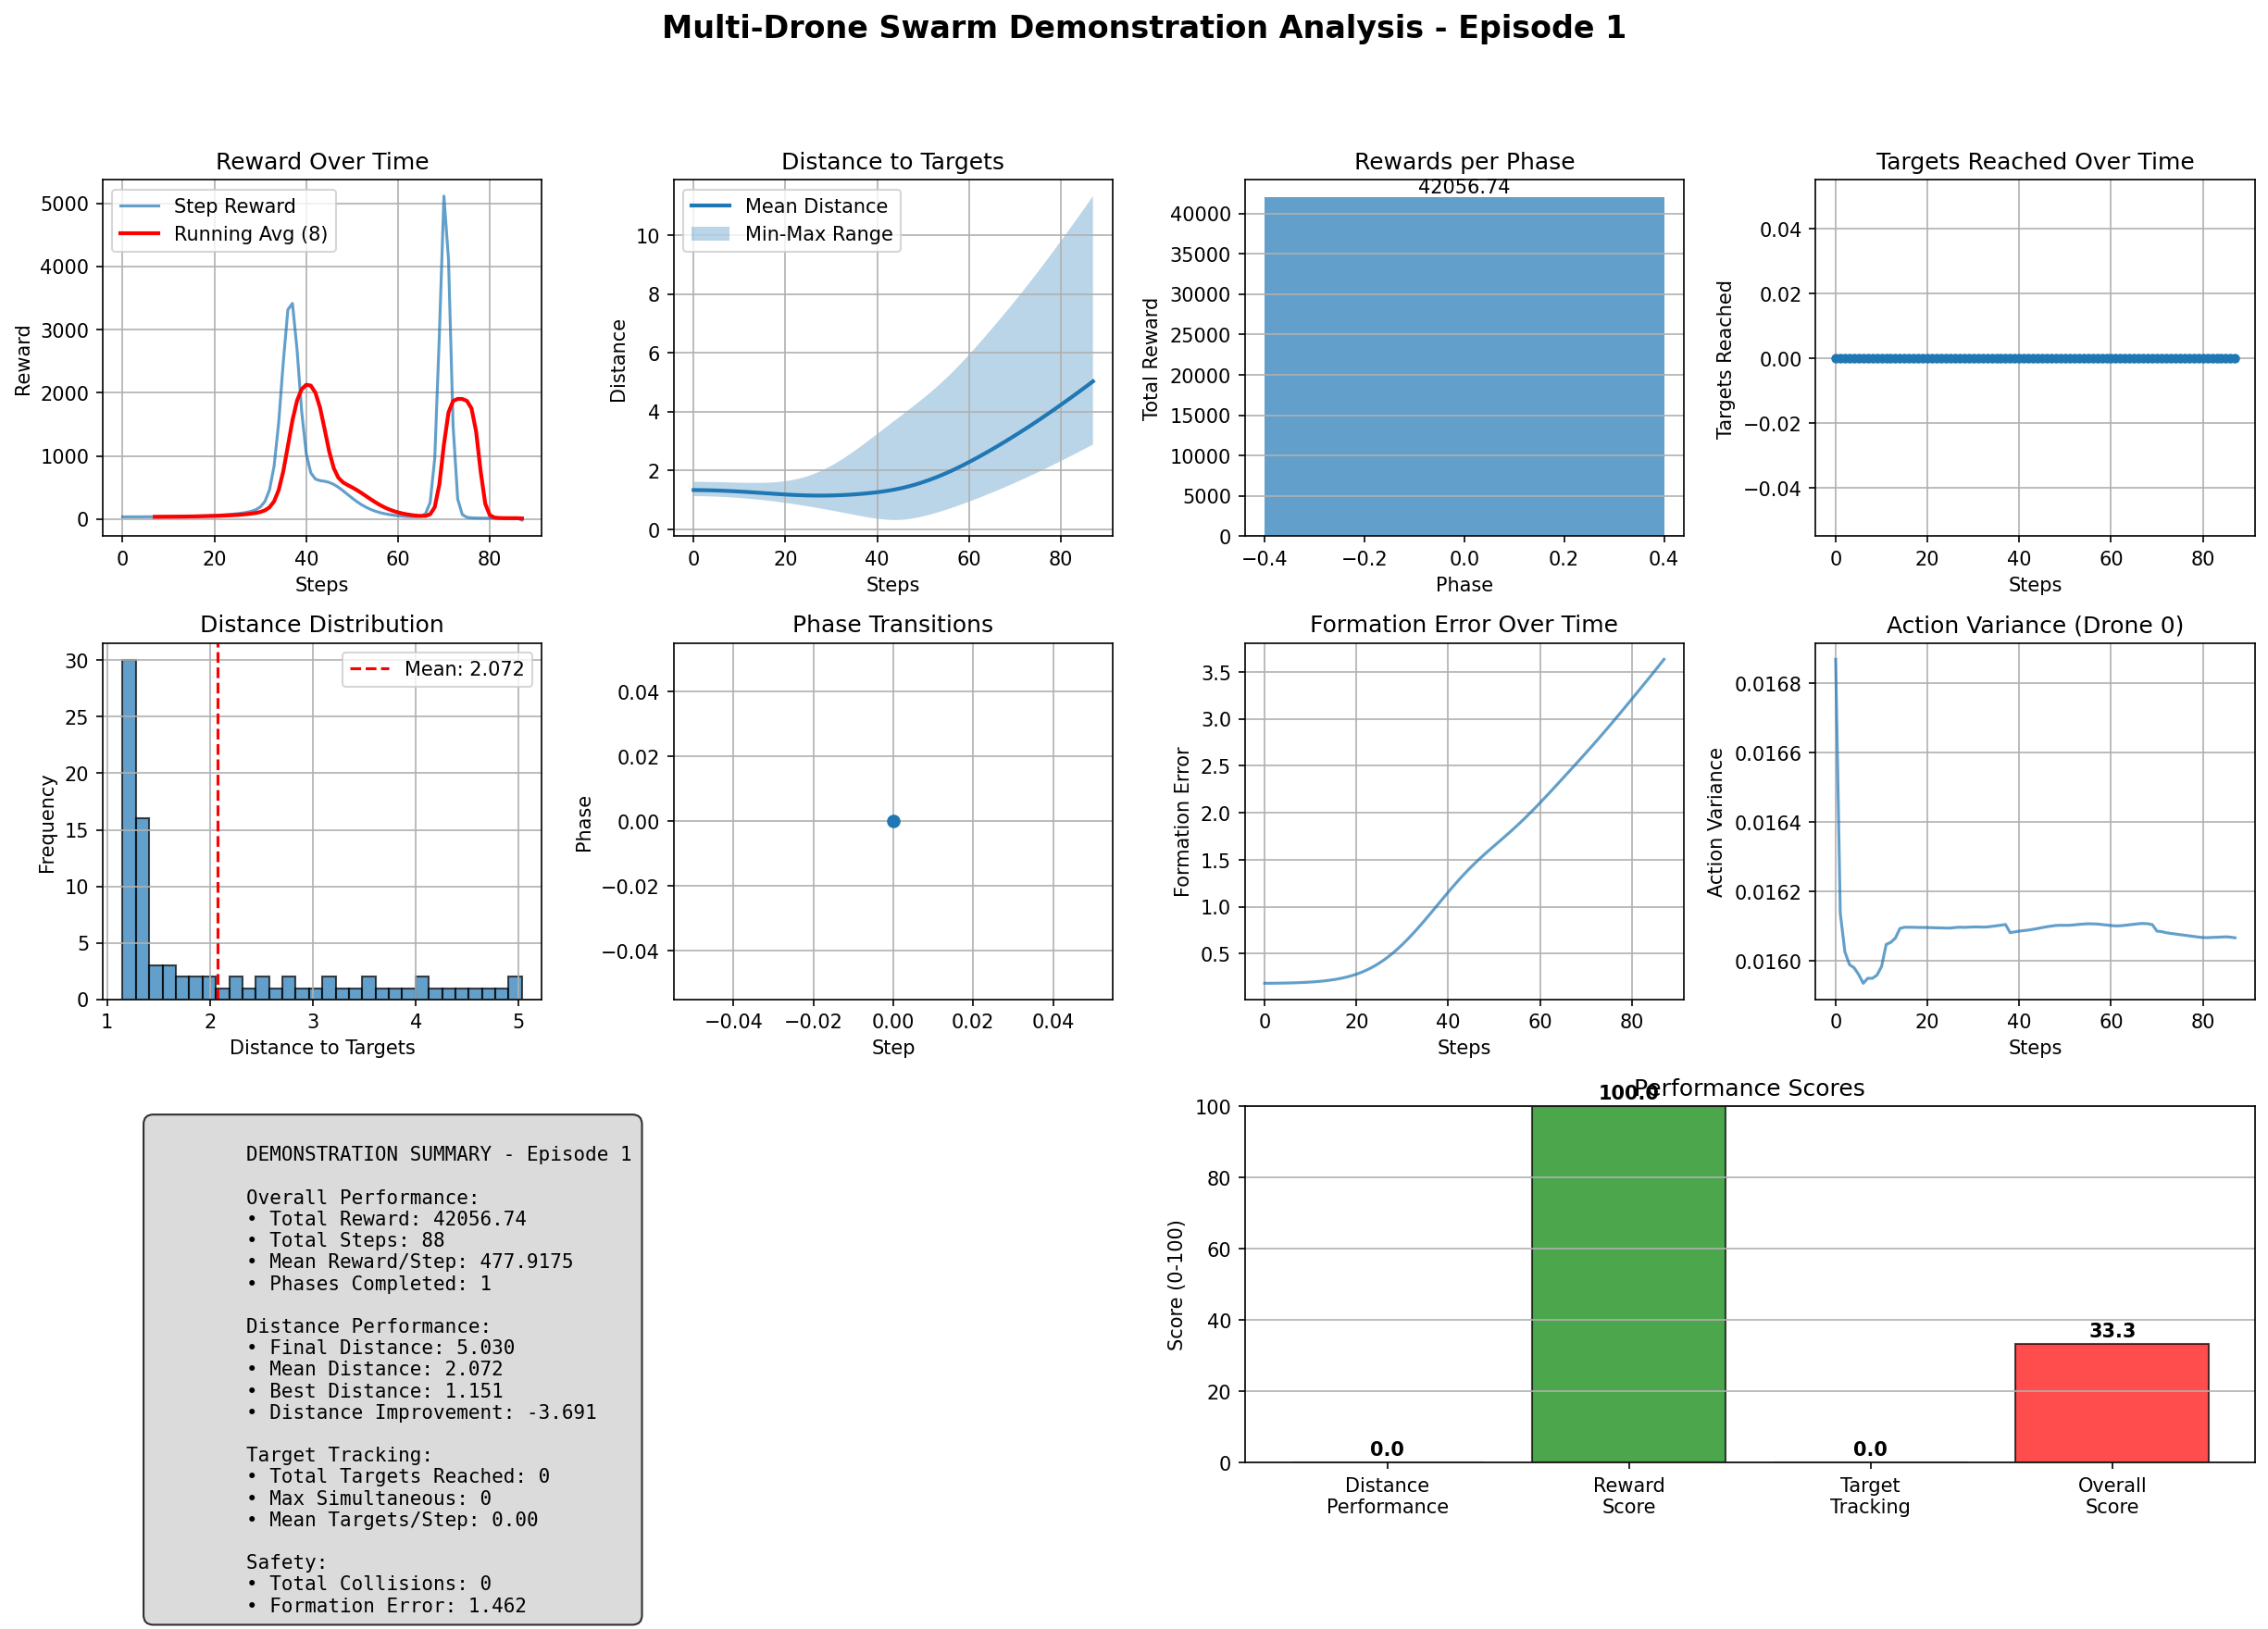 Multi-Drone Swarm Demonstration Analysis - Episode 1
Reward Over Time
Step Reward
Running Avg (8)
Reward
5000
4000
3000
2000
1000
0
0 20 40 60 80
Steps
Distance to Targets
Mean Distance
Min-Max Range
Distance
10
8
6
4
2
0
0 20 40 60 80
Steps
Rewards per Phase
42056.74
Total Reward
40000
35000
30000
25000
20000
15000
10000
5000
0
−0.4 −0.2 0.0 0.2 0.4
Phase
Targets Reached Over Time
Targets Reached
0.04
0.02
0.00
−0.02
−0.04
0 20 40 60 80
Steps
Distance Distribution
Mean: 2.072
Frequency
30
25
20
15
10
5
0
1 2 3 4 5
Distance to Targets
Phase Transitions
Phase
0.04
0.02
0.00
−0.02
−0.04
−0.04 −0.02 0.00 0.02 0.04
Step
Formation Error Over Time
Formation Error
3.5
3.0
2.5
2.0
1.5
1.0
0.5
0 20 40 60 80
Steps
Action Variance (Drone 0)
Action Variance
0.0168
0.0166
0.0164
0.0162
0.0160
0 20 40 60 80
Steps
DEMONSTRATION SUMMARY - Episode 1
Overall Performance:
• Total Reward: 42056.74
• Total Steps: 88
• Mean Reward/Step: 477.9175
• Phases Completed: 1
Distance Performance:
• Final Distance: 5.030
• Mean Distance: 2.072
• Best Distance: 1.151
• Distance Improvement: -3.691
Target Tracking:
• Total Targets Reached: 0
• Max Simultaneous: 0
• Mean Targets/Step: 0.00
Safety:
• Total Collisions: 0
• Formation Error: 1.462
Performance Scores
100.0
Score (0-100)
100
80
60
40
20
0
0.0
0.0
33.3
Distance
Performance
Reward
Score
Target
Tracking
Overall
Score